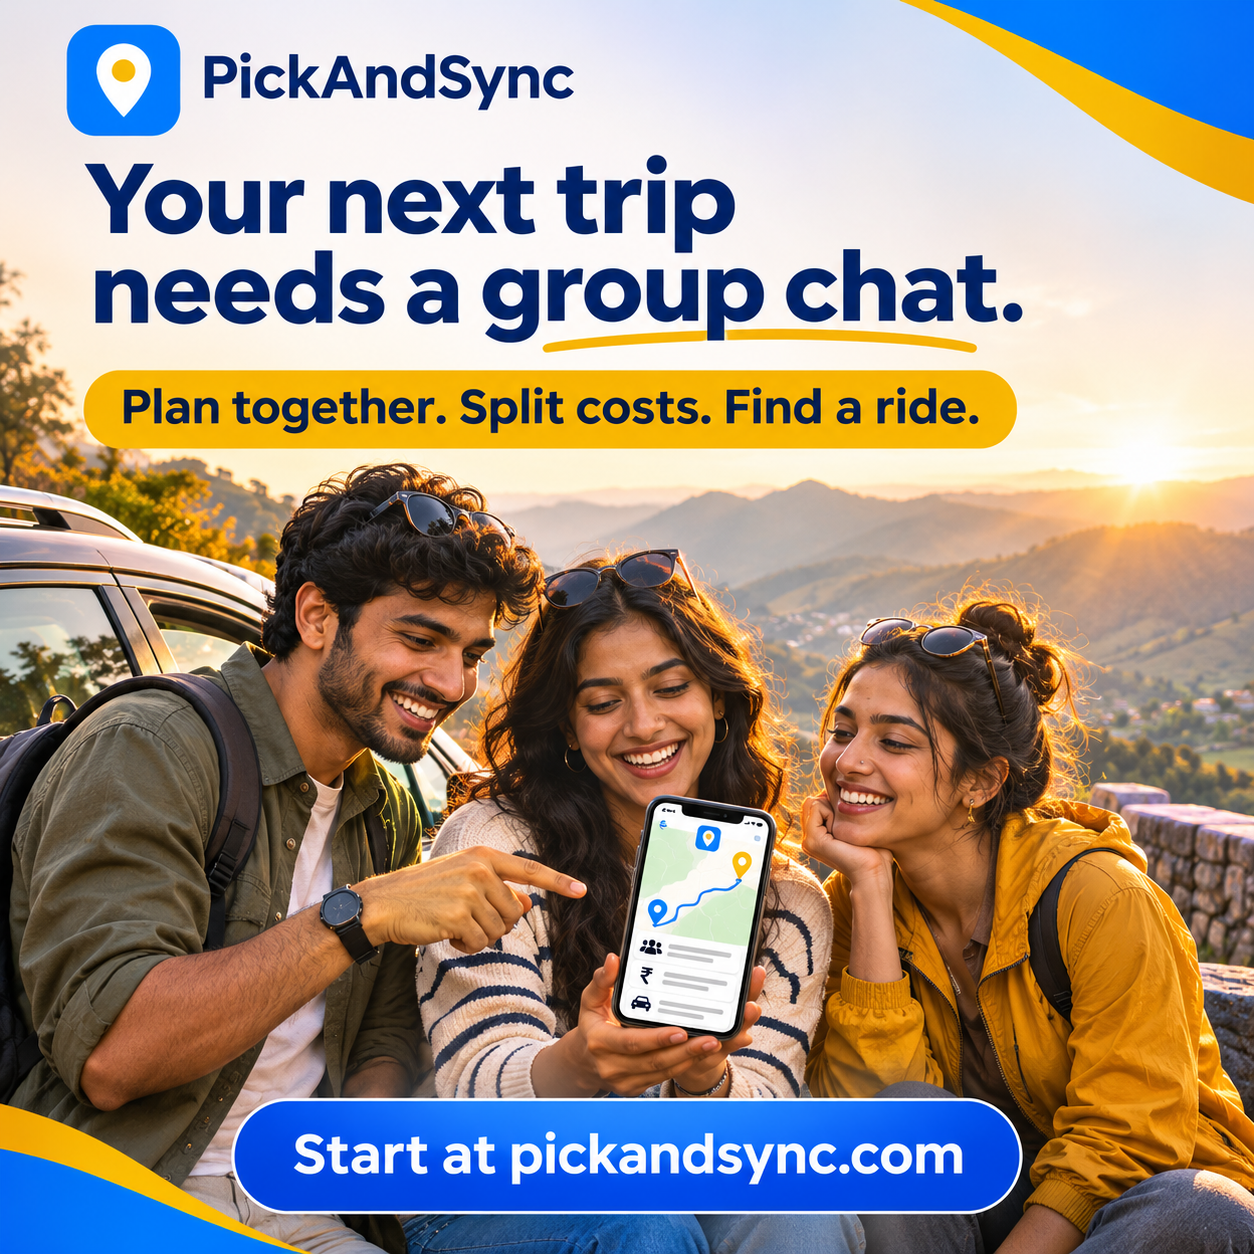 PickAndSync
Your next trip
needs a group chat.
Plan together. Split costs. Find a ride.
₹
Start at pickandsync.com